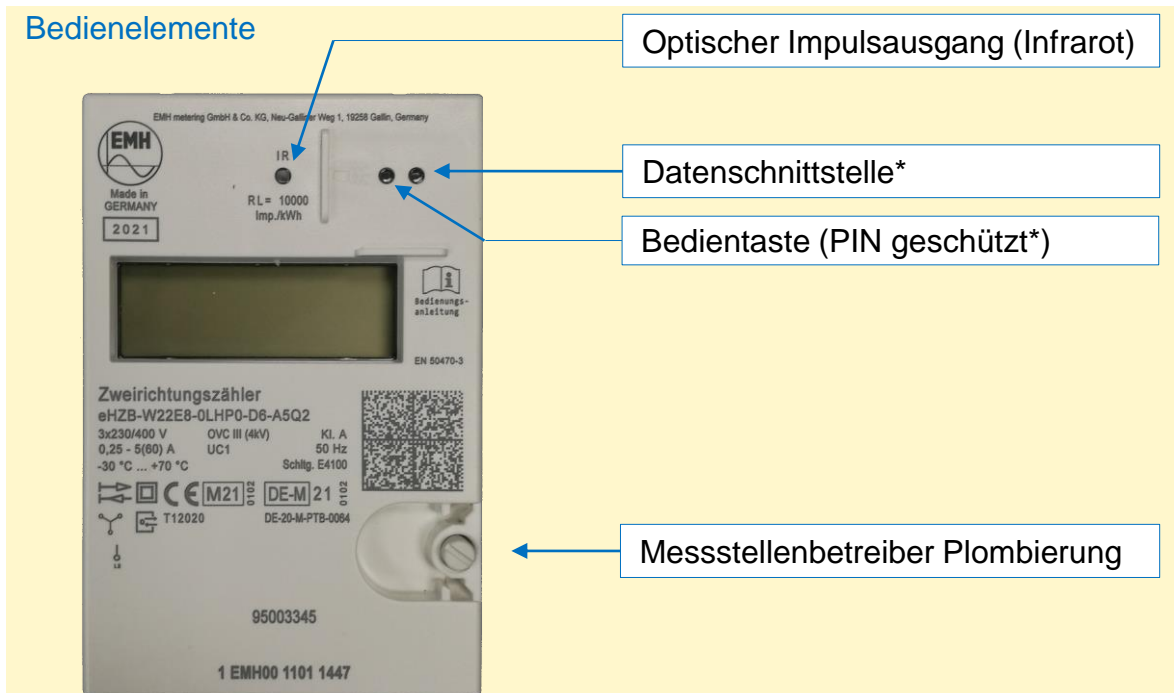 Bedienelemente
Optischer Impulsausgang (Infrarot)
EMH metering GmbH & Co. KG, Neu-Galliner Weg 1, 19258 Gallin, Germany
EMH
IR
Datenschnittstelle*
Made in
GERMANY
RL= 10000
Imp./kWh
2021
Bedientaste (PIN geschützt*)
i
Bedienungs-
anleitung
EN 50470-3
Zweirichtungszähler
eHZB-W22E8-0LHP0-D6-A5Q2
3x230/400 V OVC III (4kV) Kl. A
0,25 - 5(60) A UC1 50 Hz
-30 °C ... +70 °C Schltg. E4100
CE M21 0102 DE-M 21 0102
T12020 DE-20-M-PTB-0064
Messstellenbetreiber Plombierung
95003345
1 EMH00 1101 1447